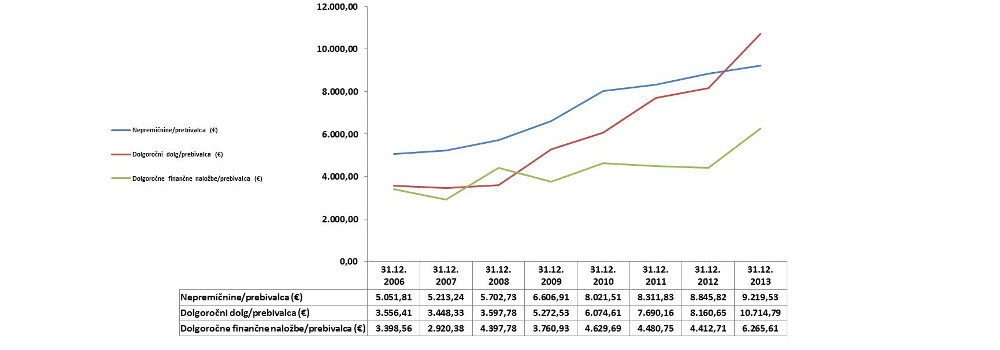 12.000,00
10.000,00
8.000,00
6.000,00
4.000,00
2.000,00
0,00
Nepremičnine/prebivalca (€)
Dolgoročni dolg/prebivalca (€)
Dolgoročne finančne naložbe/prebivalca (€)
31.12. 31.12. 31.12. 31.12. 31.12. 31.12. 31.12. 31.12.
2006 2007 2008 2009 2010 2011 2012 2013
Nepremičnine/prebivalca (€) 5.051,81 5.213,24 5.702,73 6.606,91 8.021,51 8.311,83 8.845,82 9.219,53
Dolgoročni dolg/prebivalca (€) 3.556,41 3.448,33 3.597,78 5.272,53 6.074,61 7.690,16 8.160,65 10.714,79
Dolgoročne finančne naložbe/prebivalca (€) 3.398,56 2.920,38 4.397,78 3.760,93 4.629,69 4.480,75 4.412,71 6.265,61